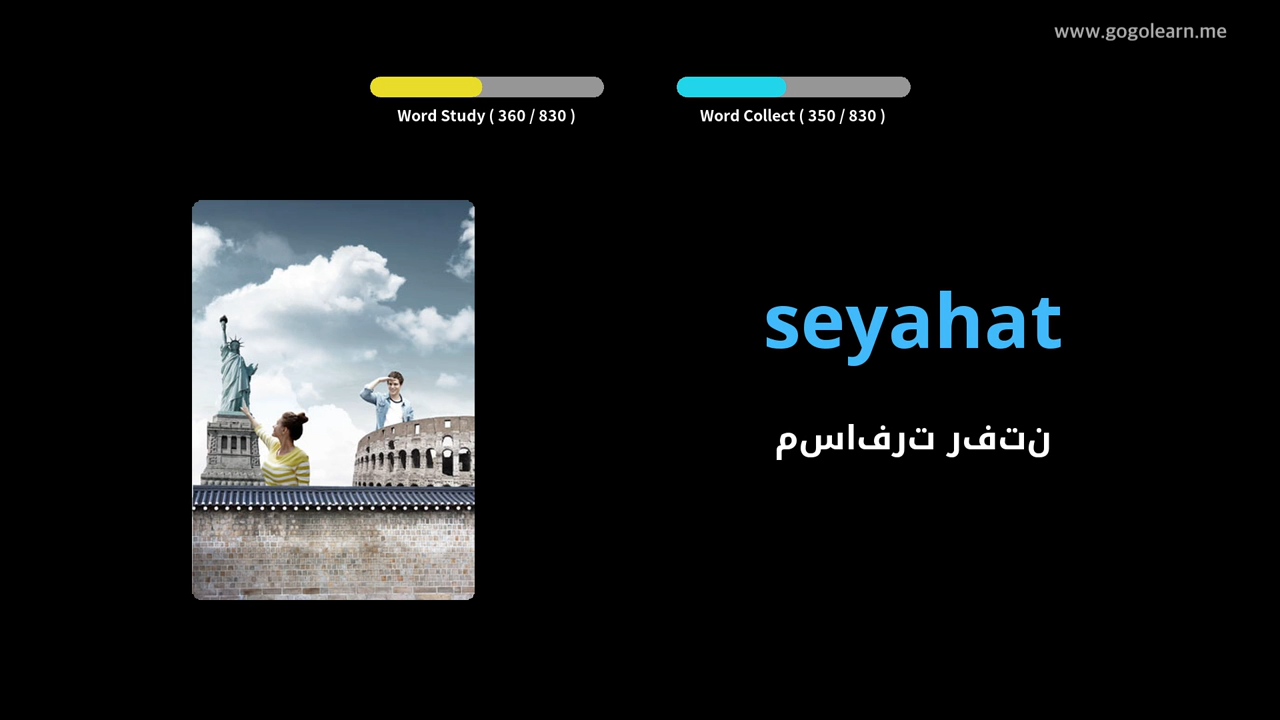 www.gogolearn.me
Word Study ( 360 / 830 )
Word Collect ( 350 / 830 )
seyahat
نتفر ترفاسم